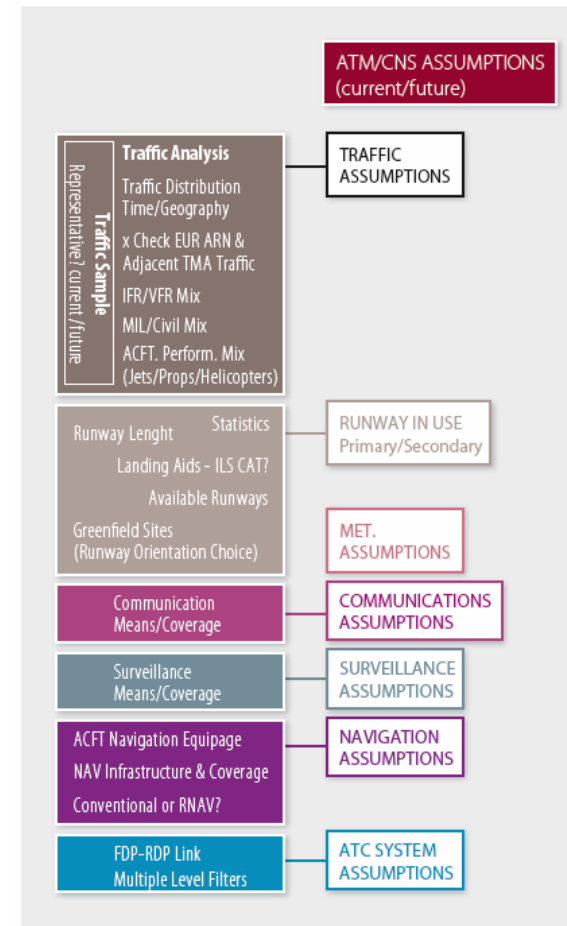 ATM/CNS ASSUMPTIONS
(current/future)
Traffic Sample
Representative? current/future
Traffic Analysis
Traffic Distribution
Time/Geography
x Check EUR ARN &
Adjacent TMA Traffic
IFR/VFR Mix
MIL/Civil Mix
ACFT. Perform. Mix
(Jets/Props/Helicopters)
TRAFFIC
ASSUMPTIONS
Statistics
Runway Lenght
Landing Aids - ILS CAT?
Available Runways
Greenfield Sites
(Runway Orientation Choice)
RUNWAY IN USE
Primary/Secondary
MET.
ASSUMPTIONS
Communication
Means/Coverage
COMMUNICATIONS
ASSUMPTIONS
Surveillance
Means/Coverage
SURVEILLANCE
ASSUMPTIONS
ACFT Navigation Equipage
NAV Infrastructure & Coverage
Conventional or RNAV?
NAVIGATION
ASSUMPTIONS
FDP-RDP Link
Multiple Level Filters
ATC SYSTEM
ASSUMPTIONS